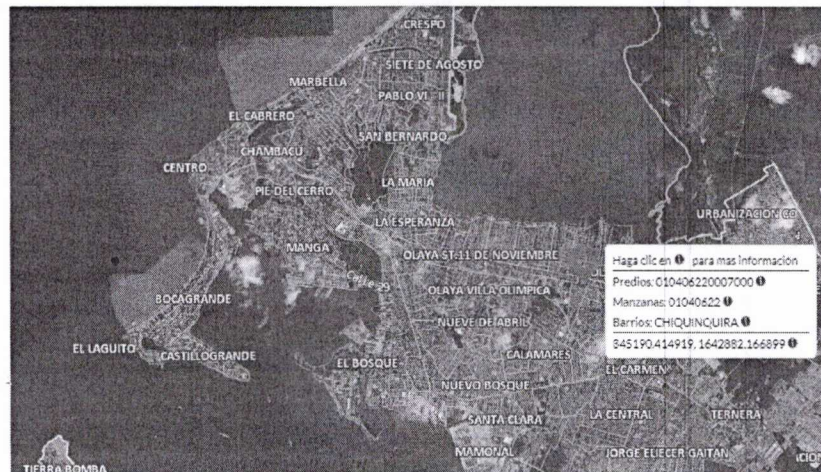 CRESPO
SIETE DE AGOSTO
MARBELLA
PABLO VI - II
EL CABRERO
SAN BERNARDO
CHAMBACÚ
CENTRO
LA MARIA
PIE DEL CERRO
LA ESPERANZA
URBANIZACION CO
MANGA
OLAYA ST. 11 DE NOVIEMBRE
Calle 29
BOCAGRANDE
OLAYA VILLA OLIMPICA
NUEVE DE ABRIL
EL LAGUITO
CASTILLOGRANDE
EL BOSQUE
CALAMARES
Haga clic en para mas información
Predios: 010406220007000
Manzanas: 01040622
Barrios: CHIQUINQUIRA
845190.414919, 1642882.166899
EL CARMEN
NUEVO BOSQUE
SANTA CLARA
LA CENTRAL
TERNERA
MAMONAL
JORGE ELIECER GAITAN
CION
TIERRA BOMBA